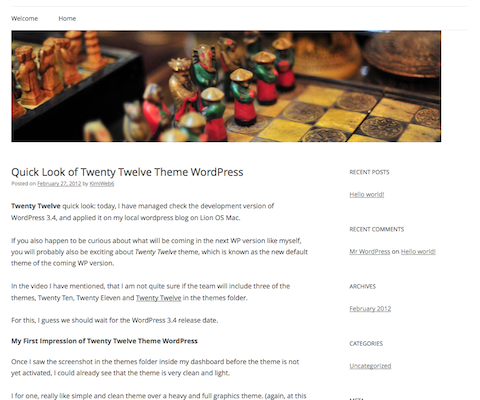 Welcome Home
Quick Look of Twenty Twelve Theme WordPress
Posted on February 27, 2012 by KimiWeb6
Twenty Twelve quick look: today, I have managed check the development version of
WordPress 3.4, and applied it on my local wordpress blog on Lion OS Mac.
If you also happen to be curious about what will be coming in the next WP version like myself,
you will probably also be exciting about Twenty Twelve theme, which is known as the new default
theme of the coming WP version.
In the video I have mentioned, that I am not quite sure if the team will include three of the
themes, Twenty Ten, Twenty Eleven and Twenty Twelve in the themes folder.
For this, I guess we should wait for the WordPress 3.4 release date.
My First Impression of Twenty Twelve Theme WordPress
Once I saw the screenshot in the themes folder inside my dashboard before the theme is not
yet activated, I could already see that the theme is very clean and light.
I for one, really like simple and clean theme over a heavy and full graphics theme. (again, at this
RECENT POSTS
Hello world!
RECENT COMMENTS
Mr WordPress on Hello world!
ARCHIVES
February 2012
CATEGORIES
Uncategorized
META